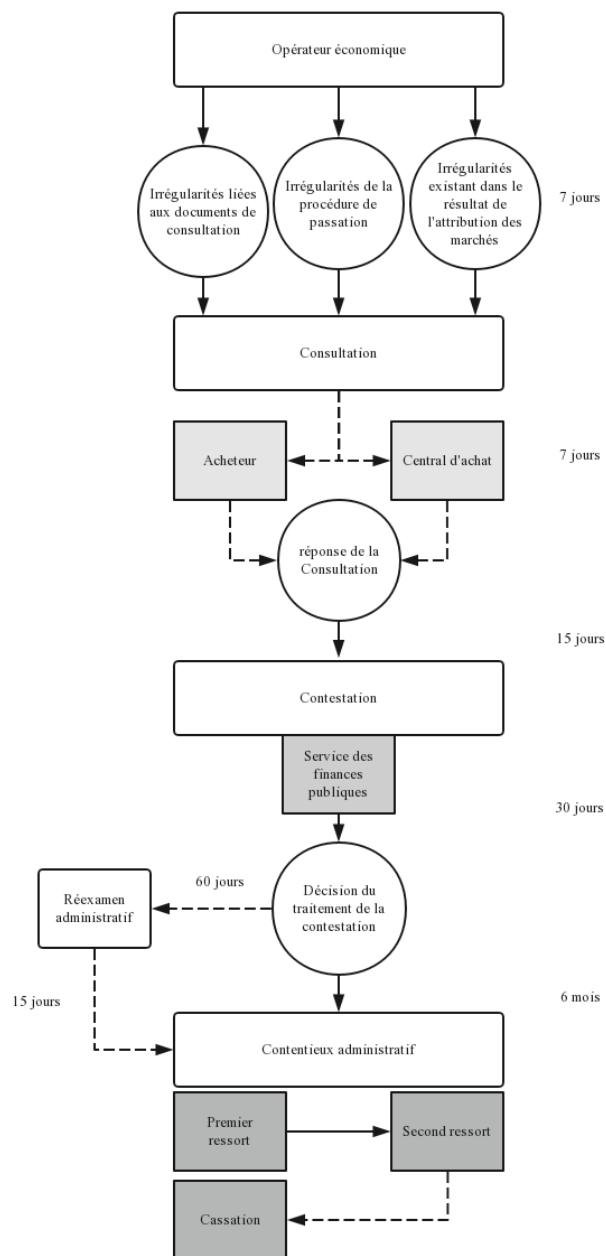 Opérateur économique
Irrégularités liées
aux documents de
consultation
Irrégularités de la
procédure de
passation
Irrégularités
existant dans le
résultat de
l'attribution des
marchés
7 jours
Consultation
Acheteur
Central d'achat
7 jours
réponse de la
Consultation
15 jours
Contestation
Service des
finances
publiques
30 jours
60 jours
Réexamen
administratif
Décision du
traitement de la
contestation
15 jours
6 mois
Contentieux administratif
Premier
ressort
Second ressort
Cassation